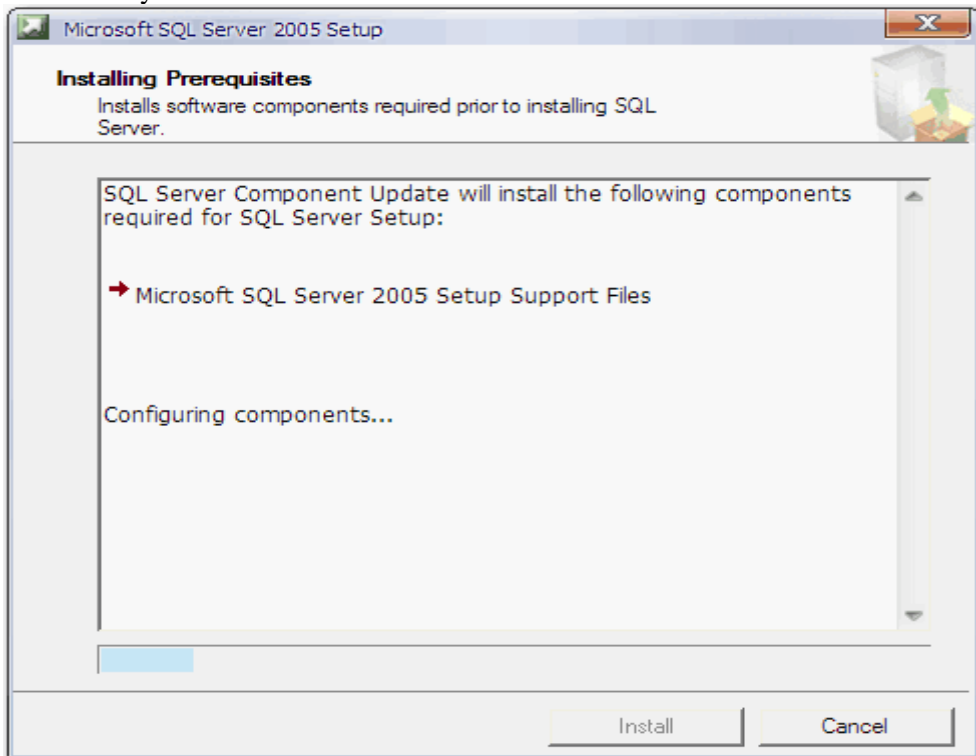 Microsoft SQL Server 2005 Setup
Installing Prerequisites
Installs software components required prior to installing SQL
Server.
SQL Server Component Update will install the following components
required for SQL Server Setup:
Microsoft SQL Server 2005 Setup Support Files
Configuring components...
Install
Cancel